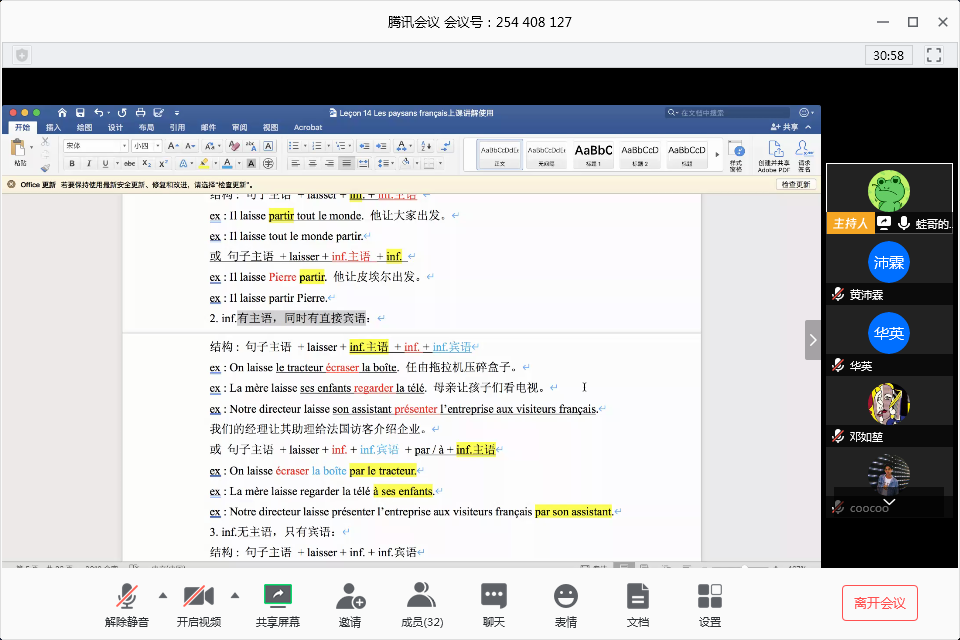 腾讯会议 会议号：254 408 127
30:58
Leçon 14 Les paysans français上课讲解使用
在文档中搜索
开始 插入 绘图 设计 布局 引用 邮件 审阅 视图 Acrobat
共享
粘贴
宋体 小四
AaBbCcDdEe AaBbCcDdEe AaBbC AaBbCcD AaBbCcD
正文 无间隔 标题 1 标题 2 标题
样式窗格
创建并共享 Adobe PDF
请求签名
Office 更新 若要保持使用最新安全更新、修复和改进，请选择“检查更新”。
检查更新
结构：句子主语 + laisser + inf. + inf.主语
ex : Il laisse partir tout le monde. 他让大家出发。
ex : Il laisse tout le monde partir.
或 句子主语 + laisser + inf.主语 + inf.
ex : Il laisse Pierre partir. 他让皮埃尔出发。
ex : Il laisse partir Pierre.
2. inf.有主语，同时有直接宾语：
结构：句子主语 + laisser + inf.主语 + inf. + inf.宾语
ex : On laisse le tracteur écraser la boîte. 任由拖拉机压碎盒子。
ex : La mère laisse ses enfants regarder la télé. 母亲让孩子们看电视。
ex : Notre directeur laisse son assistant présenter l’entreprise aux visiteurs français.
我们的经理让其助理给法国访客介绍企业。
或 句子主语 + laisser + inf. + inf.宾语 + par / à + inf.主语
ex : On laisse écraser la boîte par le tracteur.
ex : La mère laisse regarder la télé à ses enfants.
ex : Notre directeur laisse présenter l’entreprise aux visiteurs français par son assistant.
3. inf.无主语，只有宾语：
结构：句子主语 + laisser + inf. + inf.宾语
主持人 蛙哥的...
沛霖
黄沛霖
华英
华英
邓如堃
coocoo
解除静音 开启视频 共享屏幕 邀请 成员(32) 聊天 表情 文档 设置
离开会议